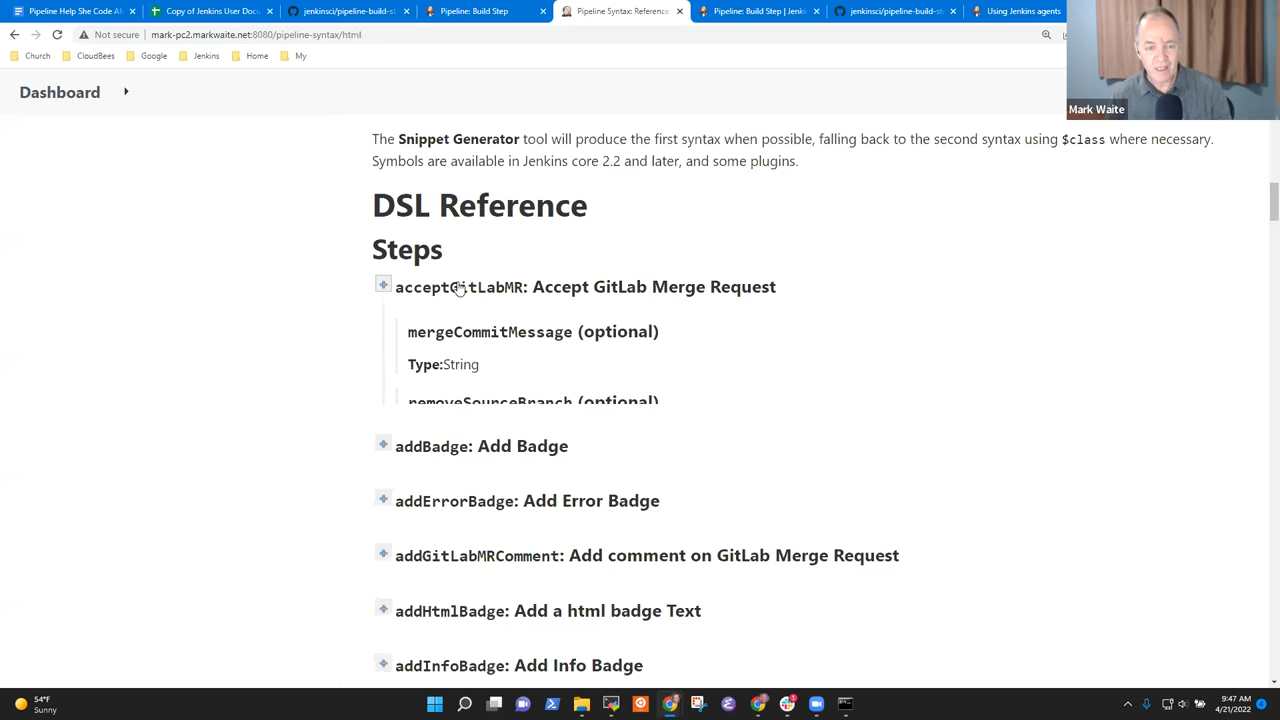 Pipeline Help She Code Af
Copy of Jenkins User Docu
jenkinsci/pipeline-build-st
Pipeline: Build Step
Pipeline Syntax: Reference
Pipeline: Build Step | Jenk
jenkinsci/pipeline-build-st
Using Jenkins agents
Not secure | mark-pc2.markwaite.net:8080/pipeline-syntax/html
Church
CloudBees
Google
Jenkins
Home
My
Mark Waite
Dashboard
The Snippet Generator tool will produce the first syntax when possible, falling back to the second syntax using $class where necessary.
Symbols are available in Jenkins core 2.2 and later, and some plugins.
DSL Reference
Steps
acceptGitLabMR: Accept GitLab Merge Request
mergeCommitMessage (optional)
Type:String
removeSourceBranch (optional)
addBadge: Add Badge
addErrorBadge: Add Error Badge
addGitLabMRComment: Add comment on GitLab Merge Request
addHtmlBadge: Add a html badge Text
addInfoBadge: Add Info Badge
54°F
Sunny
9:47 AM
4/21/2022